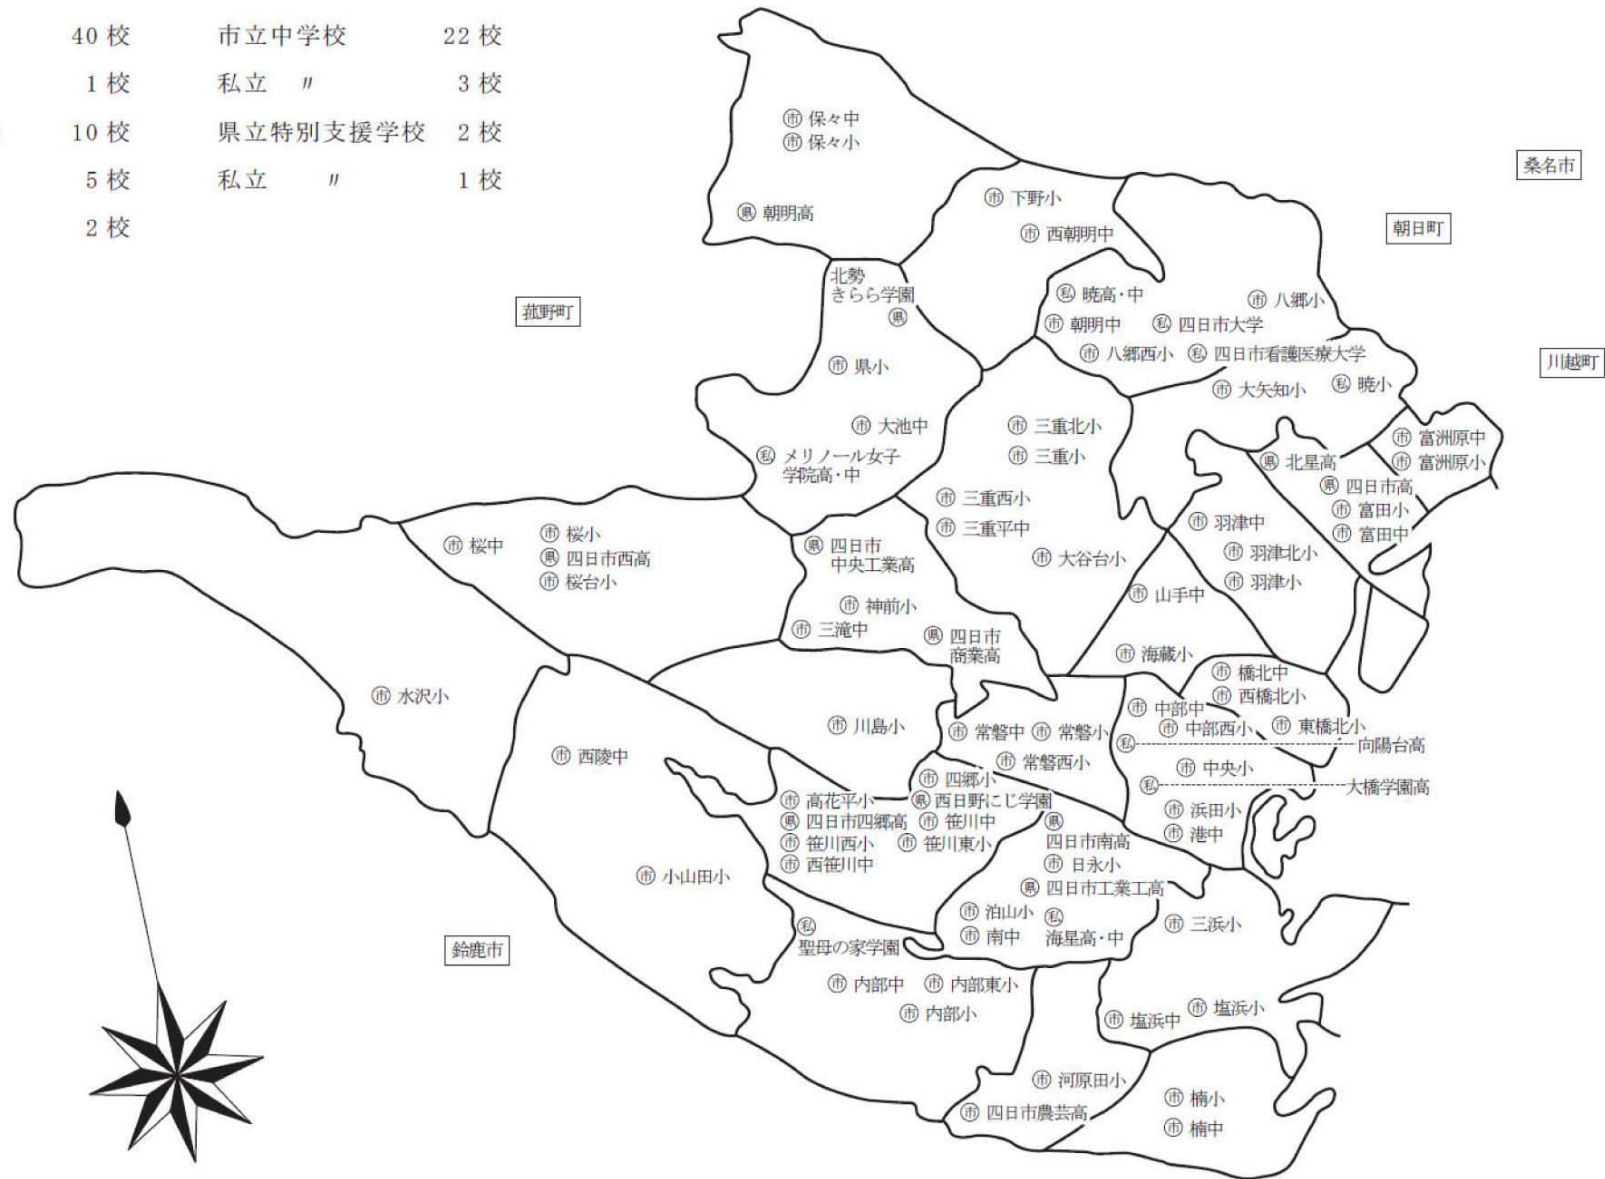 40校 市立中学校 22校
1校 私立 〃 3校
10校 県立特別支援学校 2校
5校 私立 〃 1校
2校
市 保々中
市 保々小
県 朝明高
桑名市
朝日町
川越町
菰野町
鈴鹿市
市 下野小
市 西朝明中
北勢
きらら学園
県
市 県小
市 大池中
私 メリノール女子
学院高・中
私 暁高・中
市 八郷小
市 朝明中
私 四日市大学
市 八郷西小
私 四日市看護医療大学
市 大矢知小
私 暁小
市 富洲原中
市 富洲原小
県 北星高
県 四日市高
市 富田小
市 富田中
市 三重北小
市 三重小
市 三重西小
市 三重平中
市 大谷台小
市 羽津中
市 羽津北小
市 羽津小
市 山手中
市 海蔵小
市 桜中
市 桜小
県 四日市西高
市 桜台小
県 四日市
中央工業高
市 神前小
市 三滝中
県 四日市
商業高
市 水沢小
市 川島小
市 常磐中
市 常磐小
市 常磐西小
市 橋北中
市 西橋北小
市 東橋北小
市 中部中
市 中部西小
私 向陽台高
市 中央小
私 大橋学園高
市 浜田小
市 港中
市 西陵中
市 小山田小
市 四郷小
市 高花平小
県 西日野にじ学園
県 四日市四郷高
市 笹川中
市 笹川西小
市 笹川東小
市 西笹川中
県
四日市南高
市 日永小
県 四日市工業工高
市 泊山小
私
海星高・中
市 南中
私
聖母の家学園
市 内部中
市 内部東小
市 内部小
市 三浜小
市 塩浜中
市 塩浜小
市 河原田小
市 四日市農芸高
市 楠小
市 楠中